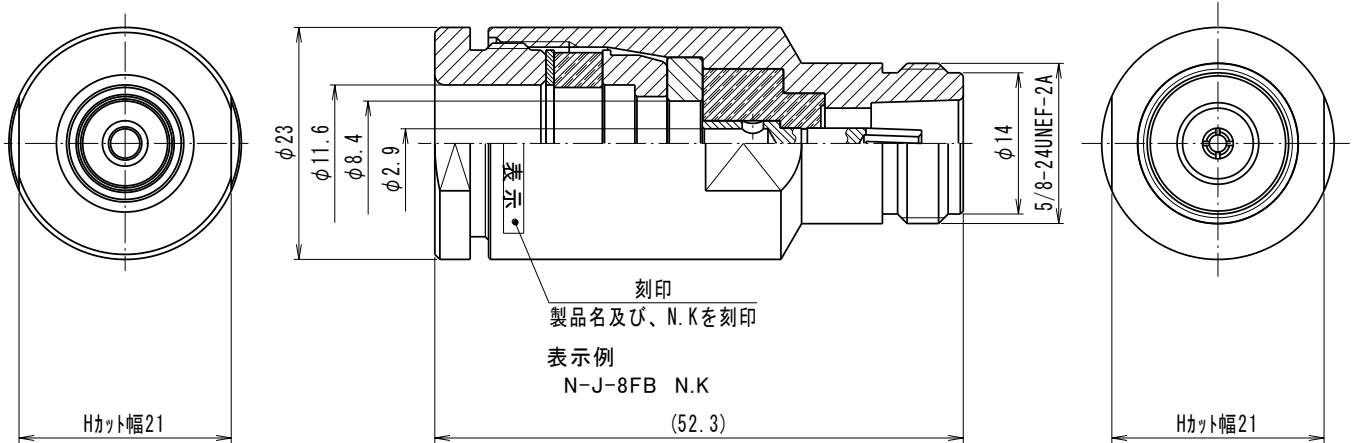 φ23
φ11.6
φ8.4
φ2.9
表示
φ14
5/8-24UNEF-2A
刻印
製品名及び、N.Kを刻印
表示例
N-J-8FB N.K
Hカット幅21
(52.3)
Hカット幅21